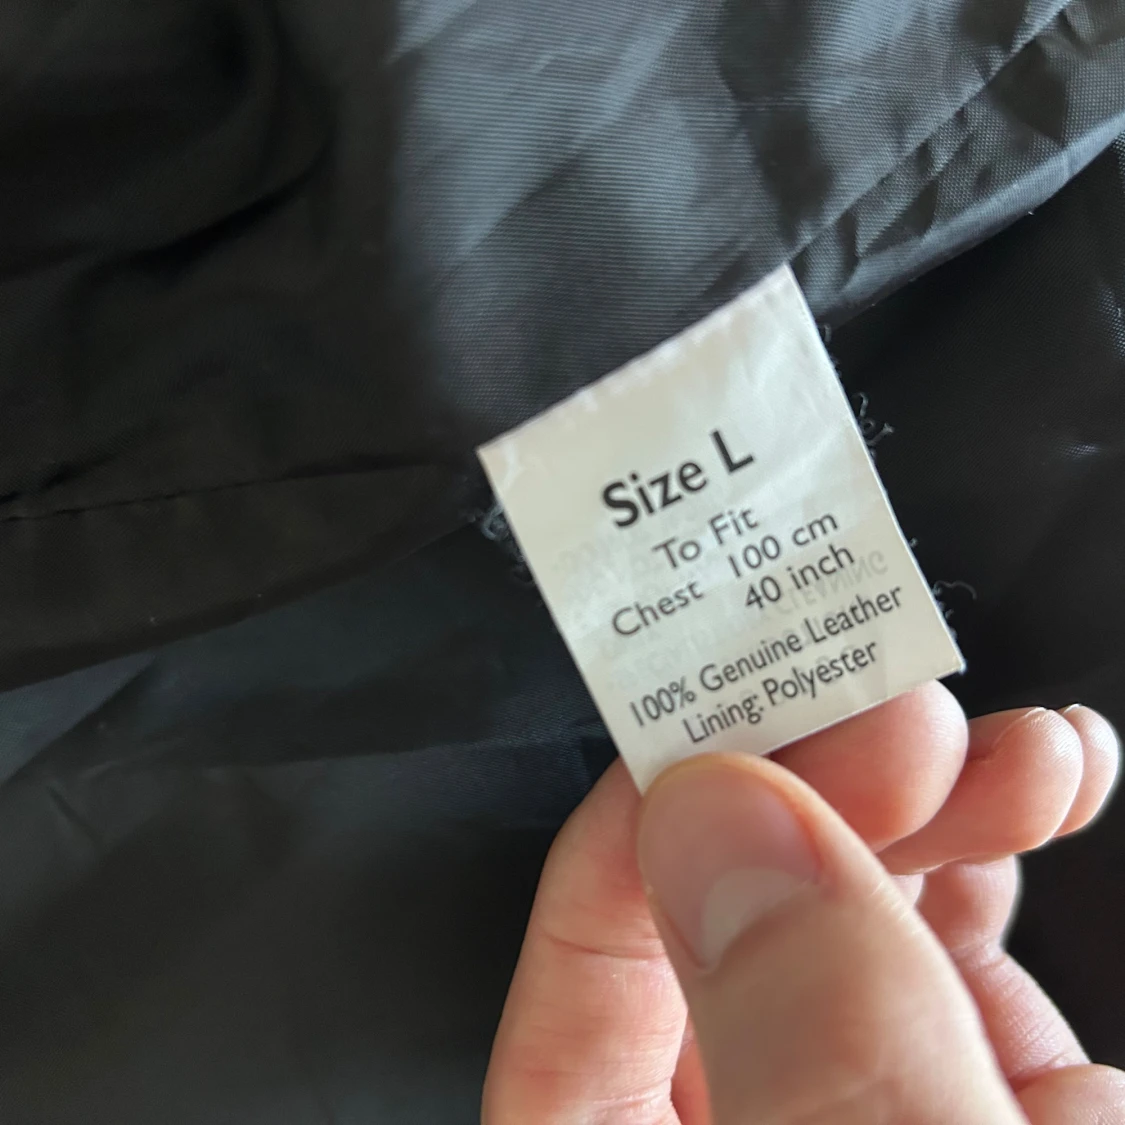 Size L
To Fit
Chest 100 cm
40 inch
100% Genuine Leather
Lining: Polyester